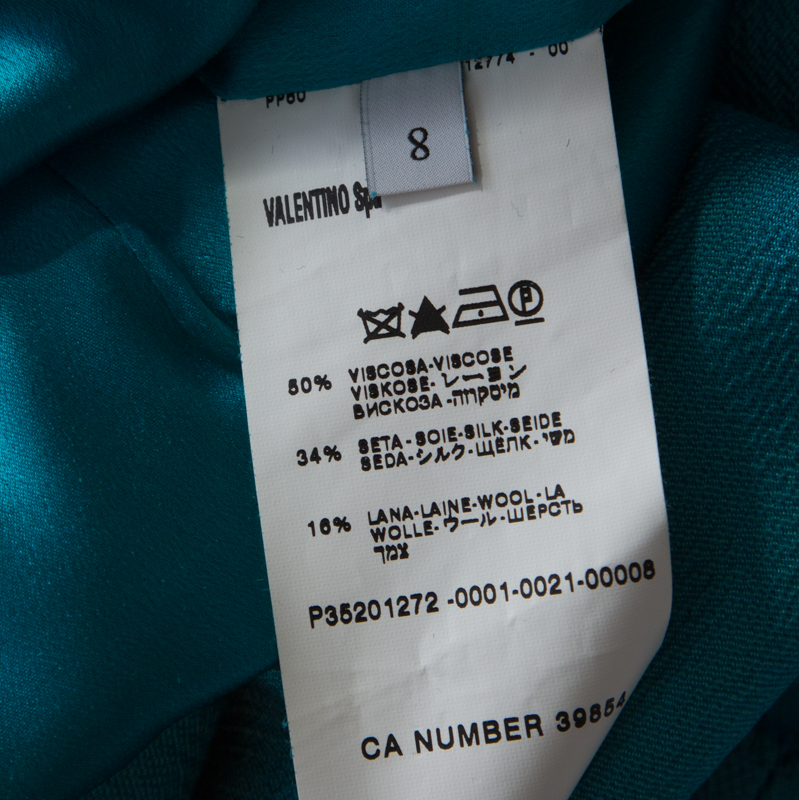 PP60
12774 - 00
8
VALENTINO Spa
50% VISCOSA-VISCOSE
VISKOSE-レーヨン
ВИСКОЗА-מיסקוזה
34% SETA-SOIE-SILK-SEIDE
SEDA-シルク-ЩЁЛК-משי
16% LANA-LAINE-WOOL-LA
WOLLE-ウール-ШЕРСТЬ
צמר
P35201272 -0001-0021-00008
CA NUMBER 39854